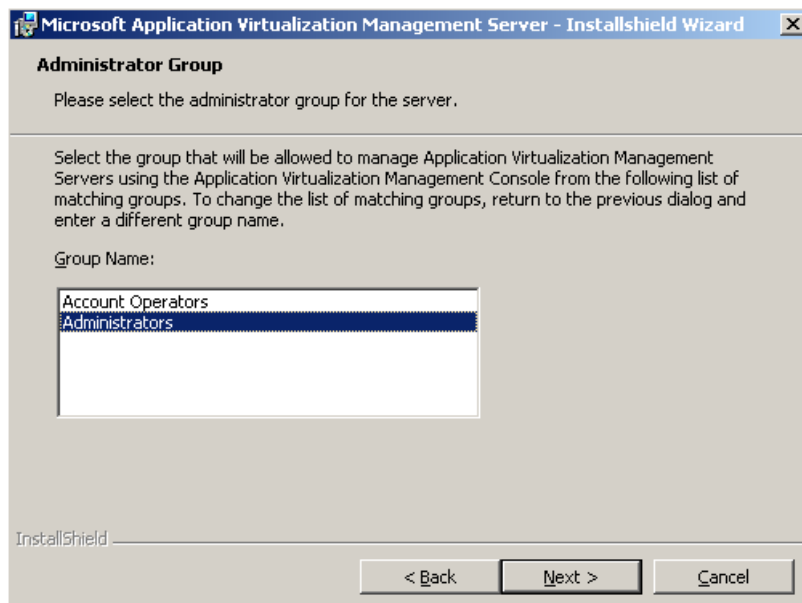 Microsoft Application Virtualization Management Server - Installshield Wizard
Administrator Group
Please select the administrator group for the server.
Select the group that will be allowed to manage Application Virtualization Management
Servers using the Application Virtualization Management Console from the following list of
matching groups. To change the list of matching groups, return to the previous dialog and
enter a different group name.
Group Name:
Account Operators
Administrators
InstallShield
< Back Next > Cancel